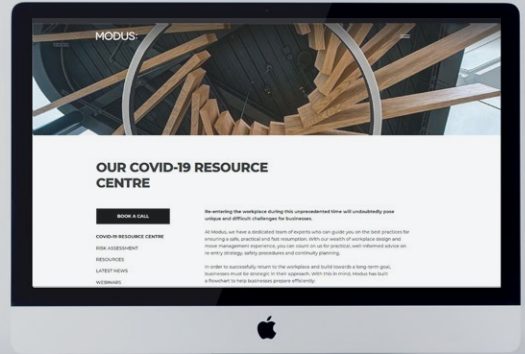 MODUS:
OUR COVID-19 RESOURCE
CENTRE
BOOK A CALL
COVID-19 RESOURCE CENTRE
RISK ASSESSMENT
RESOURCES
LATEST NEWS
WEBINARS
Re-entering the workplace during this unprecedented time will undoubtedly pose
unique and difficult challenges for businesses.
At Modus, we have a dedicated team of experts who can guide you on the best practices for
ensuring a safe, practical and fast resumption. With our wealth of workplace design and
move management experience, you can count on us for practical, well-informed advice on
re-entry strategy, safety procedures and continuity planning.
In order to successfully return to the workplace and build towards a long-term goal,
businesses must be strategic in their approach. With this in mind, Modus has built
a flowchart to help businesses prepare efficiently: